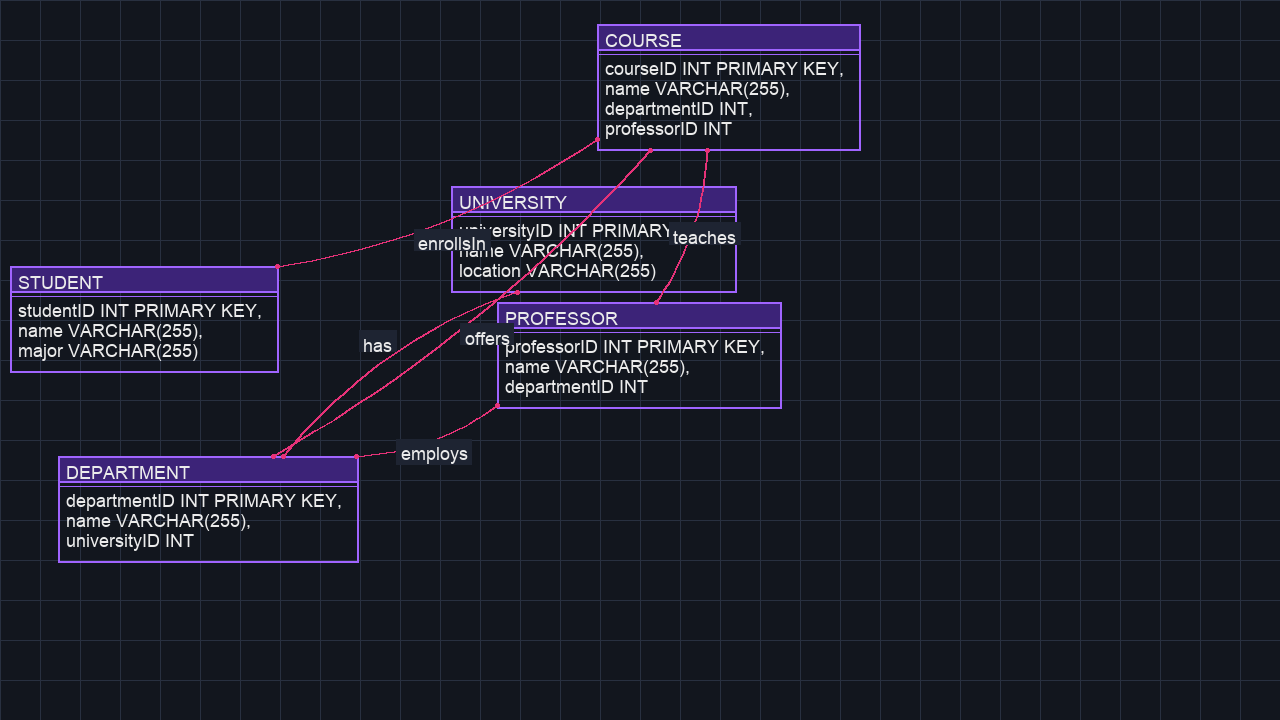 COURSE
courseID INT PRIMARY KEY,
name VARCHAR(255),
departmentID INT,
professorID INT
UNIVERSITY
universityID INT PRIMARY
name VARCHAR(255),
location VARCHAR(255)
teaches
enrollsIn
STUDENT
studentID INT PRIMARY KEY,
name VARCHAR(255),
major VARCHAR(255)
has
offers
PROFESSOR
professorID INT PRIMARY KEY,
name VARCHAR(255),
departmentID INT
employs
DEPARTMENT
departmentID INT PRIMARY KEY,
name VARCHAR(255),
universityID INT